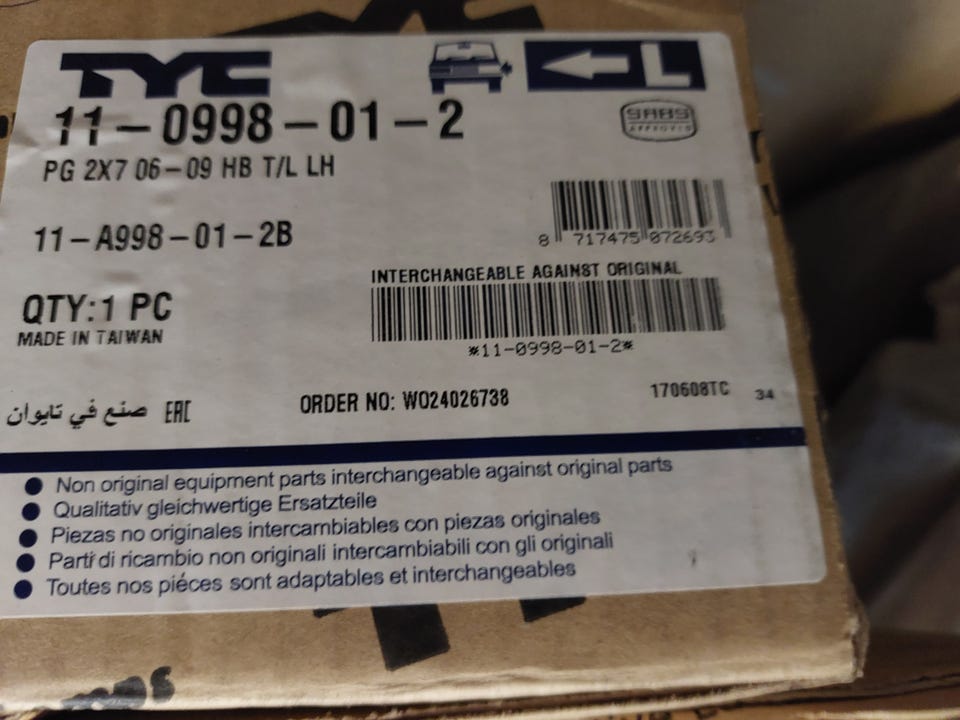 TYC
L
11-0998-01-2
SABS
APPROVED
PG 2X7 06-09 HB T/L LH
11-A998-01-2B
8 717475 072693
INTERCHANGEABLE AGAINST ORIGINAL
QTY:1 PC
MADE IN TAIWAN
*11-0998-01-2*
صنع في تايوان EAC
ORDER NO: WO24026738
170608TC 34
Non original equipment parts interchangeable against original parts
Qualitativ gleichwertige Ersatzteile
Piezas no originales intercambiables con piezas originales
Parti di ricambio non originali intercambiabili con gli originali
Toutes nos piéces sont adaptables et interchangeables